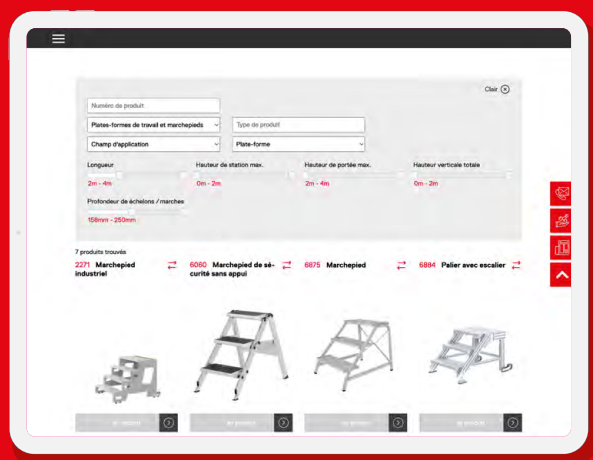 Clair
Numéro de produit
Plates-formes de travail et marchepieds
Type de produit
Champ d'application
Plate-forme
Longueur
Hauteur de station max.
Hauteur de portée max.
Hauteur verticale totale
2m - 4m
0m - 2m
2m - 4m
0m - 2m
Profondeur de échelons / marches
158mm - 250mm
7 produits trouvés
2271 Marchepied
industriel
6060 Marchepied de sé-
curité sans appui
6875 Marchepied
6884 Palier avec escalier